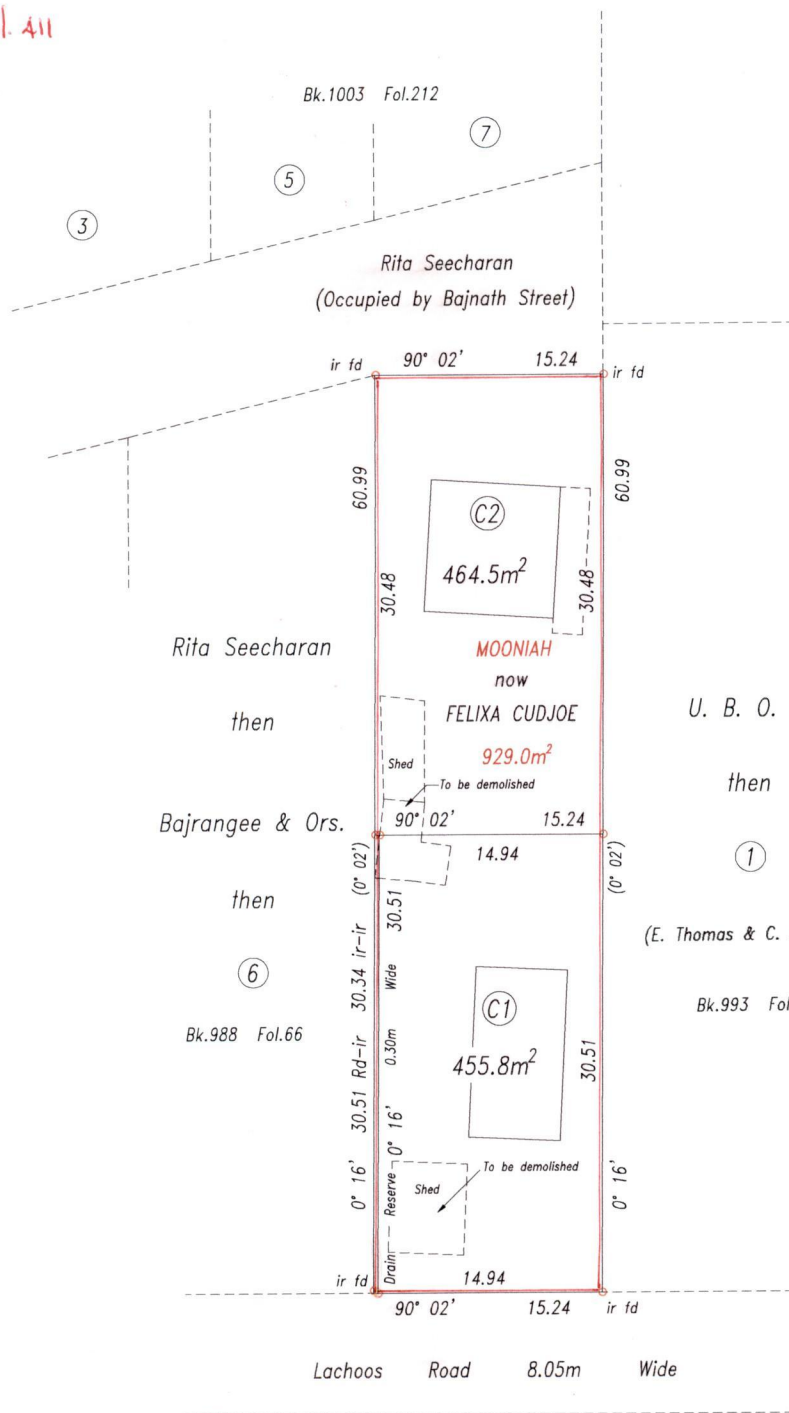 Bk.1003 Fol.212
7
5
3
Rita Seecharan
(Occupied by Bajnath Street)
ir fd 90° 02' 15.24 ir fd
60.99
60.99
C2
464.5m²
30.48
30.48
Rita Seecharan
then
Bajrangee & Ors.
then
6
Bk.988 Fol.66
MOONIAH
now
FELIXA CUDJOE
929.0m²
U. B. O.
then
1
(E. Thomas & C.
Bk.993 Fol
Shed
To be demolished
90° 02' 15.24
14.94
(0° 02')
(0° 02')
30.51
0° 16' 30.51 Rd-ir 30.34 ir-ir
Drain Reserve 0° 16' 0.30m Wide
C1
455.8m²
30.51
0° 16'
To be demolished
Shed
ir fd 14.94
90° 02' 15.24 ir fd
Lachoos Road 8.05m Wide